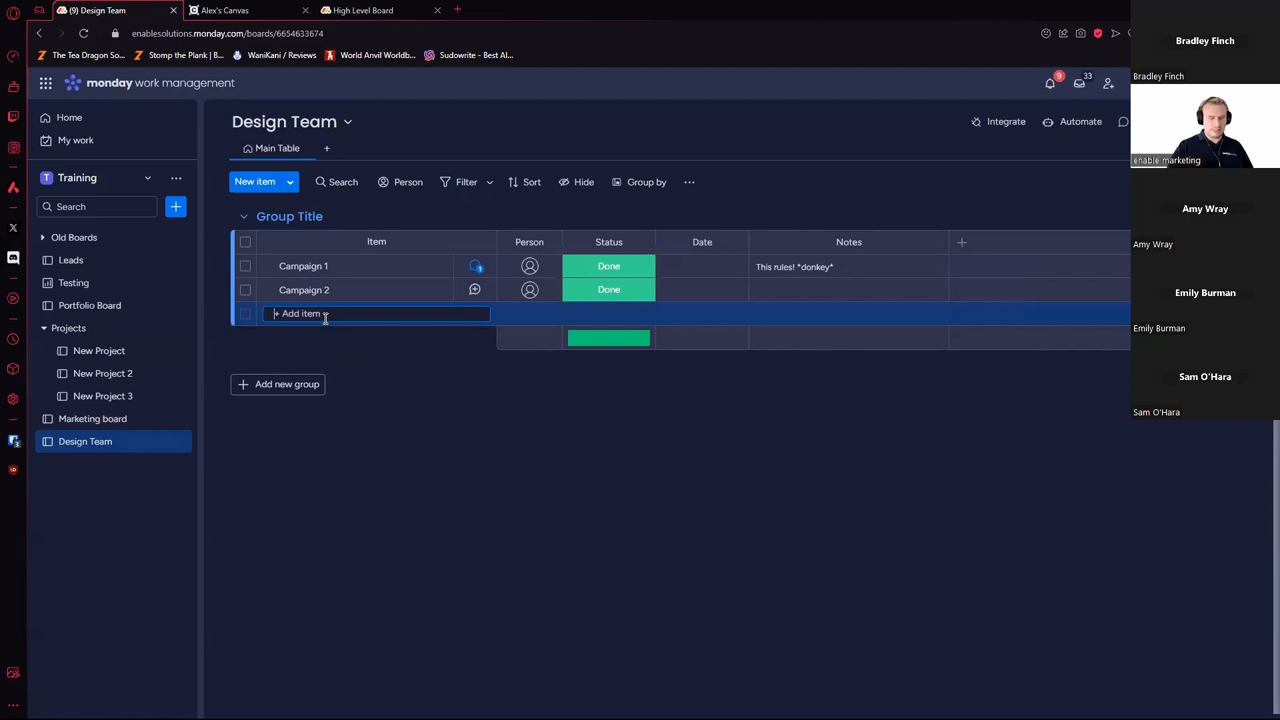 (9) Design Team
Alex's Canvas
High Level Board
enablesolutions.monday.com/boards/6654633674
The Tea Dragon So...
Stomp the Plank | B...
WaniKani / Reviews
World Anvil Worldb...
Sudowrite - Best AI...
monday work management
9
33
Home
My work
T Training
Search
Old Boards
Leads
Testing
Portfolio Board
Projects
New Project
New Project 2
New Project 3
Marketing board
Design Team
Design Team
Integrate
Automate
Main Table
New item
Search
Person
Filter
Sort
Hide
Group by
Group Title
Item
Person
Status
Date
Notes
Campaign 1
1
Done
This rules! *donkey*
Campaign 2
Done
+ Add item
Add new group
Bradley Finch
Bradley Finch
enable marketing
Amy Wray
Amy Wray
Emily Burman
Emily Burman
Sam O'Hara
Sam O'Hara